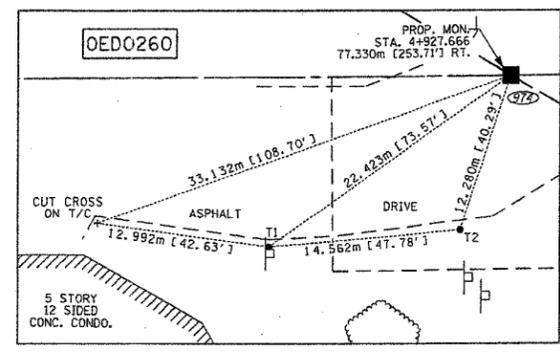 OED0260
PROP. MON.
STA. 4+927.666
77.330m [253.71'] RT.
974
33.132m [108.70']
22.423m [73.57']
12.280m [40.29']
CUT CROSS
ON T/C
ASPHALT
DRIVE
12.992m [42.63']
T1
14.562m [47.78']
T2
5 STORY
12 SIDED
CONC. CONDO.